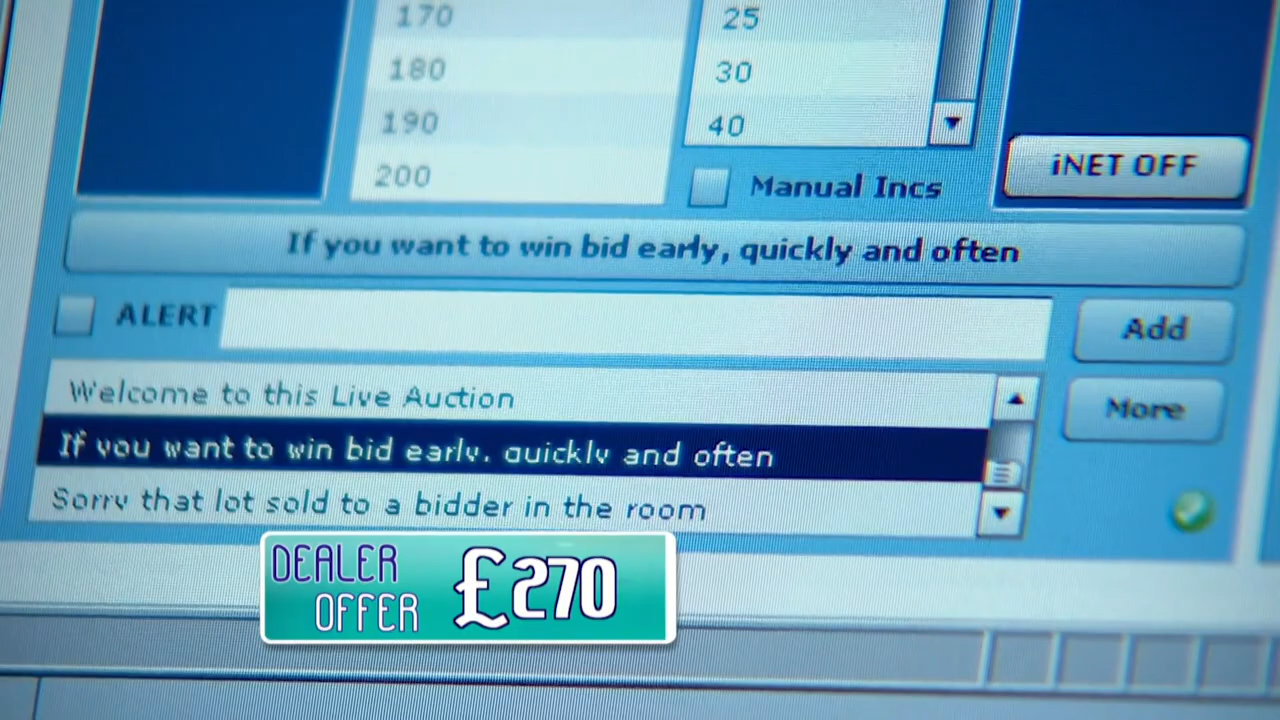 170
180
190
200
25
30
40
Manual Incs
iNET OFF
If you want to win bid early, quickly and often
ALERT
Add
Welcome to this Live Auction
If you want to win bid early, quickly and often
Sorry that lot sold to a bidder in the room
More
DEALER
OFFER
£270